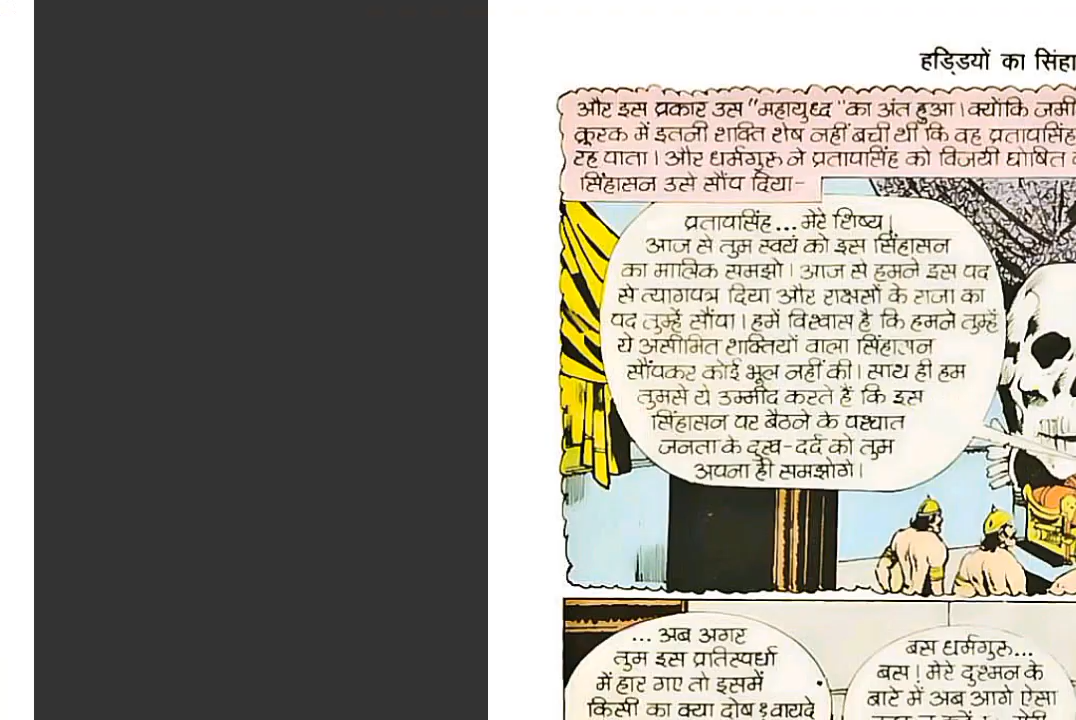 हड्डियों का
और इस प्रकार उस "महायुध्द" का अंत हुआ। क्योंकि
कूरक में इतनी शक्ति शेष नहीं बची थी कि वह प्रतापसिंह
रह पाता। और धर्मगुरू ने प्रतापसिंह को विजयी घोषित
सिंहासन उसे सौंप दिया-
प्रतापसिंह... मेरे शिष्य।
आज से तुम स्वयं को इस सिंहासन
का मालिक समझो। आज से हमने इस पद
से त्यागपत्र दिया और राक्षसों के राजा का
पद तुम्हें सौंपा। हमें विश्वास है कि हमने तुम्हें
ये असीमित शक्तियों वाला सिंहासन
सौंपकर कोई भूल नहीं की। साथ ही हम
तुमसे ये उम्मीद करते हैं कि इस
सिंहासन पर बैठने के पश्चात
जनता के दुख-दर्द को तुम
अपना ही समझोगे।
... अब अगर
तुम इस प्रतिस्पर्धा
में हार गए तो इसमें
किसी का क्या दोष? वायदे
बस धर्मगुरू...
बस! मेरे दुश्मन के
बारे में अब आगे ऐसा